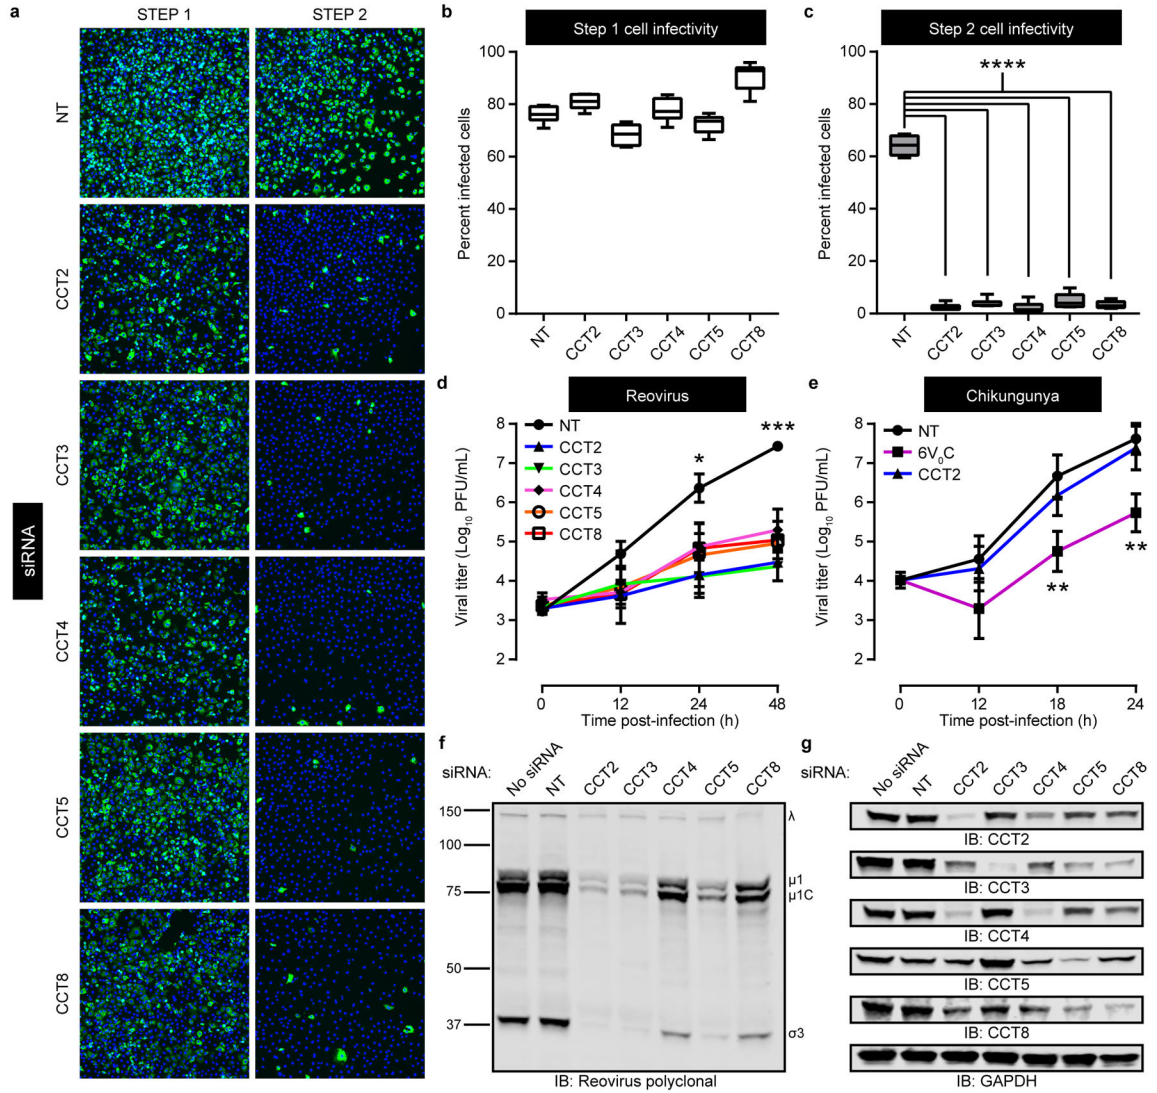 a
STEP 1
STEP 2
siRNA
NT
CCT2
CCT3
CCT4
CCT5
CCT8
b
Step 1 cell infectivity
Percent infected cells
100
80
60
40
20
0
NT
CCT2
CCT3
CCT4
CCT5
CCT8
c
Step 2 cell infectivity
****
Percent infected cells
100
80
60
40
20
0
NT
CCT2
CCT3
CCT4
CCT5
CCT8
d
Reovirus
Viral titer (Log10 PFU/mL)
8
7
6
5
4
3
2
NT
CCT2
CCT3
CCT4
CCT5
CCT8
*
***
0
12
24
48
Time post-infection (h)
e
Chikungunya
Viral titer (Log10 PFU/mL)
8
7
6
5
4
3
2
NT
6V0C
CCT2
**
**
0
12
18
24
Time post-infection (h)
f
siRNA:
No siRNA
NT
CCT2
CCT3
CCT4
CCT5
CCT8
150
100
75
50
37
λ
μ1
μ1C
σ3
IB: Reovirus polyclonal
g
siRNA:
No siRNA
NT
CCT2
CCT3
CCT4
CCT5
CCT8
IB: CCT2
IB: CCT3
IB: CCT4
IB: CCT5
IB: CCT8
IB: GAPDH